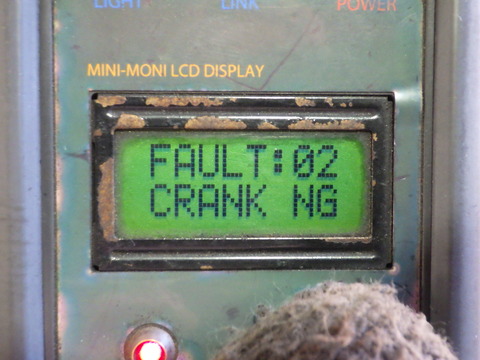 LIGHT LINK POWER
MINI-MONI LCD DISPLAY
FAULT:02
CRANK NG